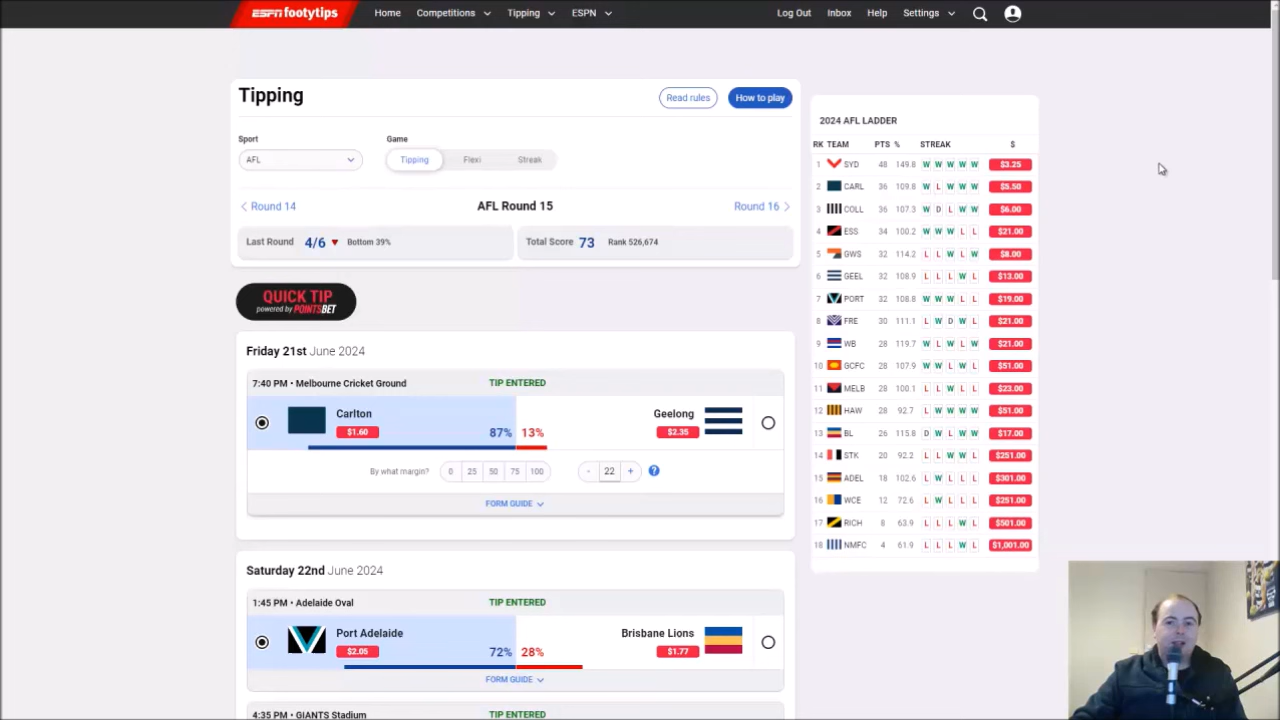 ESPN footytips
Home Competitions Tipping ESPN Log Out Inbox Help Settings
Tipping
Read rules How to play
Sport Game
AFL Tipping Flexi Streak
Round 14 AFL Round 15 Round 16
Last Round 4/6 Bottom 39% Total Score 73 Rank 526,674
QUICK TIP
powered by POINTSBET
Friday 21st June 2024
7:40 PM • Melbourne Cricket Ground TIP ENTERED
Carlton Geelong
$1.60 87% 13% $2.35
By what margin? 0 25 50 75 100 - 22 + ?
FORM GUIDE
Saturday 22nd June 2024
1:45 PM • Adelaide Oval TIP ENTERED
Port Adelaide Brisbane Lions
$2.05 72% 28% $1.77
FORM GUIDE
4:35 PM • GIANTS Stadium TIP ENTERED
2024 AFL LADDER
RK TEAM PTS % STREAK $
1 SYD 48 149.8 W W W W W $3.25
2 CARL 36 109.8 W L W W W $5.50
3 COLL 36 107.3 W D L W W $6.00
4 ESS 34 100.2 W W W L L $21.00
5 GWS 32 114.2 L L W L W $8.00
6 GEEL 32 108.9 L L L W L $13.00
7 PORT 32 108.8 W W W L L $19.00
8 FRE 30 111.1 L W D W L $21.00
9 WB 28 119.7 W L W L W $21.00
10 GCFC 28 107.9 W W L W L $51.00
11 MELB 28 100.1 L L W L W $23.00
12 HAW 28 92.7 L W W W W $51.00
13 BL 26 115.8 D W L W W $17.00
14 STK 20 92.2 L L W W L $251.00
15 ADEL 18 102.6 L W L L L $301.00
16 WCE 12 72.6 L W L L L $251.00
17 RICH 8 63.9 L L L W L $501.00
18 NMFC 4 61.9 L L L W L $1,001.00